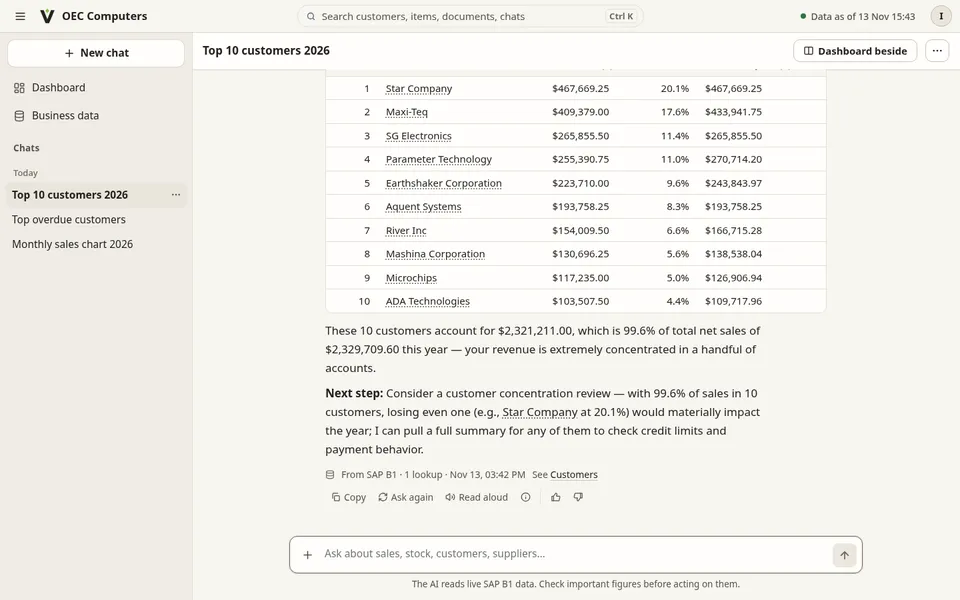 OEC Computers
Search customers, items, documents, chats
Ctrl K
Data as of 13 Nov 15:43
I
+ New chat
Dashboard
Business data
Chats
Today
Top 10 customers 2026
Top overdue customers
Monthly sales chart 2026
Top 10 customers 2026
Dashboard beside
1 Star Company $467,669.25 20.1% $467,669.25
2 Maxi-Teq $409,379.00 17.6% $433,941.75
3 SG Electronics $265,855.50 11.4% $265,855.50
4 Parameter Technology $255,390.75 11.0% $270,714.20
5 Earthshaker Corporation $223,710.00 9.6% $243,843.97
6 Aquent Systems $193,758.25 8.3% $193,758.25
7 River Inc $154,009.50 6.6% $166,715.28
8 Mashina Corporation $130,696.25 5.6% $138,538.04
9 Microchips $117,235.00 5.0% $126,906.94
10 ADA Technologies $103,507.50 4.4% $109,717.96
These 10 customers account for $2,321,211.00, which is 99.6% of total net sales of
$2,329,709.60 this year — your revenue is extremely concentrated in a handful of
accounts.
Next step: Consider a customer concentration review — with 99.6% of sales in 10
customers, losing even one (e.g., Star Company at 20.1%) would materially impact
the year; I can pull a full summary for any of them to check credit limits and
payment behavior.
From SAP B1 · 1 lookup · Nov 13, 03:42 PM See Customers
Copy Ask again Read aloud
Ask about sales, stock, customers, suppliers...
The AI reads live SAP B1 data. Check important figures before acting on them.